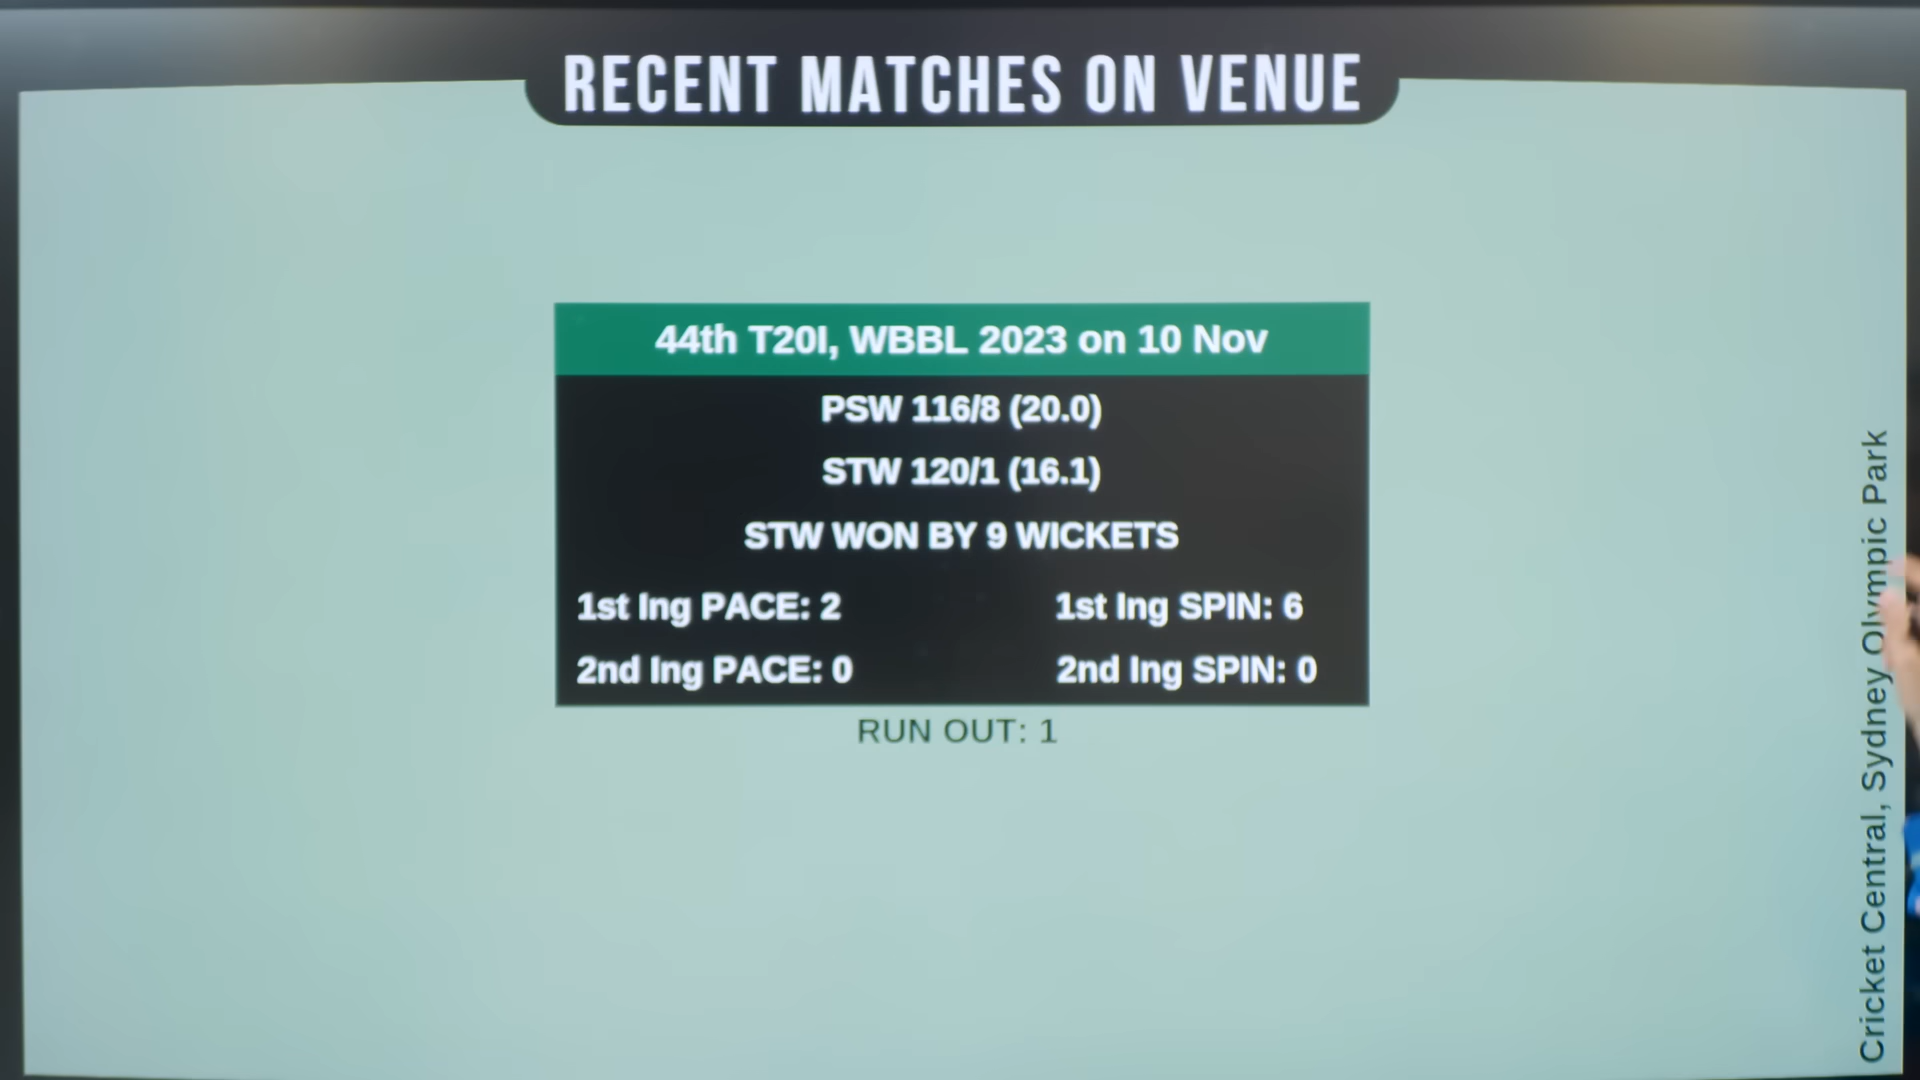 RECENT MATCHES ON VENUE
44th T20I, WBBL 2023 on 10 Nov
PSW 116/8 (20.0)
STW 120/1 (16.1)
STW WON BY 9 WICKETS
1st Ing PACE: 2 1st Ing SPIN: 6
2nd Ing PACE: 0 2nd Ing SPIN: 0
RUN OUT: 1
Cricket Central, Sydney Olympic Park